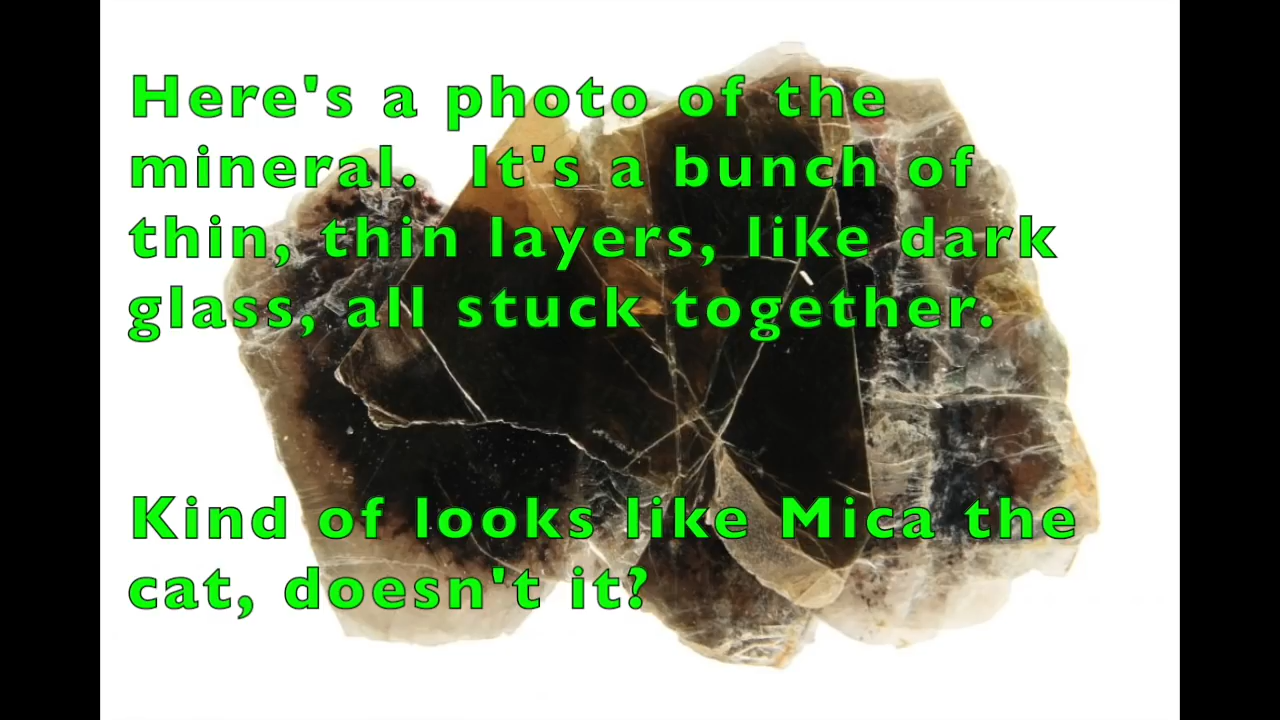 Here's a photo of the
mineral.  It's a bunch of
thin, thin layers, like dark
glass, all stuck together.
Kind of looks like Mica the
cat, doesn't it?